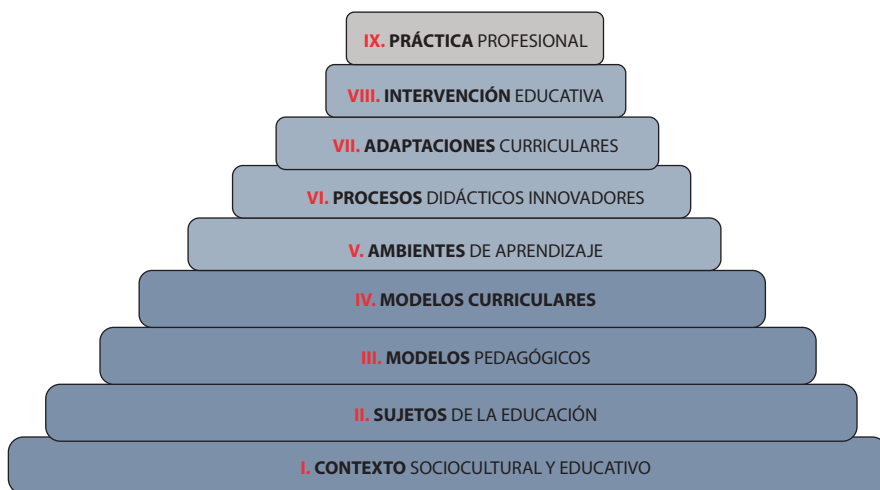 IX. PRÁCTICA PROFESIONAL
VIII. INTERVENCIÓN EDUCATIVA
VII. ADAPTACIONES CURRICULARES
VI. PROCESOS DIDÁCTICOS INNOVADORES
V. AMBIENTES DE APRENDIZAJE
IV. MODELOS CURRICULARES
III. MODELOS PEDAGÓGICOS
II. SUJETOS DE LA EDUCACIÓN
I. CONTEXTO SOCIOCULTURAL Y EDUCATIVO